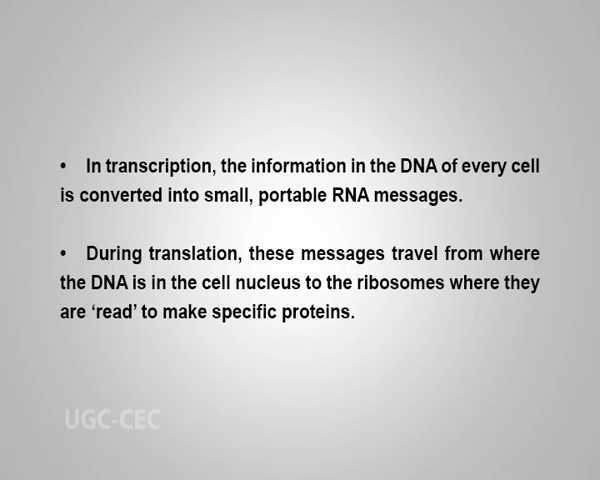 • In transcription, the information in the DNA of every cell
is converted into small, portable RNA messages.
• During translation, these messages travel from where
the DNA is in the cell nucleus to the ribosomes where they
are ‘read’ to make specific proteins.
UGC-CEC